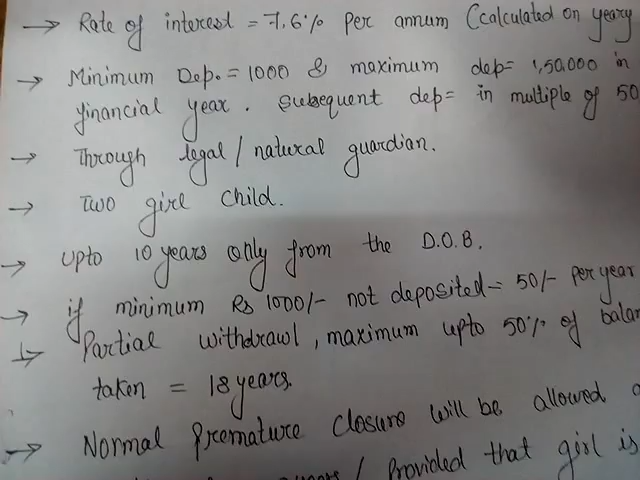 → Rate of interest = 7.6% per annum (calculated on yeary
→ Minimum Dep. = 1000 & maximum dep= 1,50,000 in
financial year. Subsequent dep= in multiple of 50
→ Through legal/natural guardian.
→ Two girl child.
→ upto 10 years only from the D.O.B.
→ if minimum Rs 1000/- not deposited = 50/- per year
→ Partial withdrawl, maximum upto 50% of balan
taken = 18 years.
→ Normal premature closure will be allowed
/ Provided that girl is